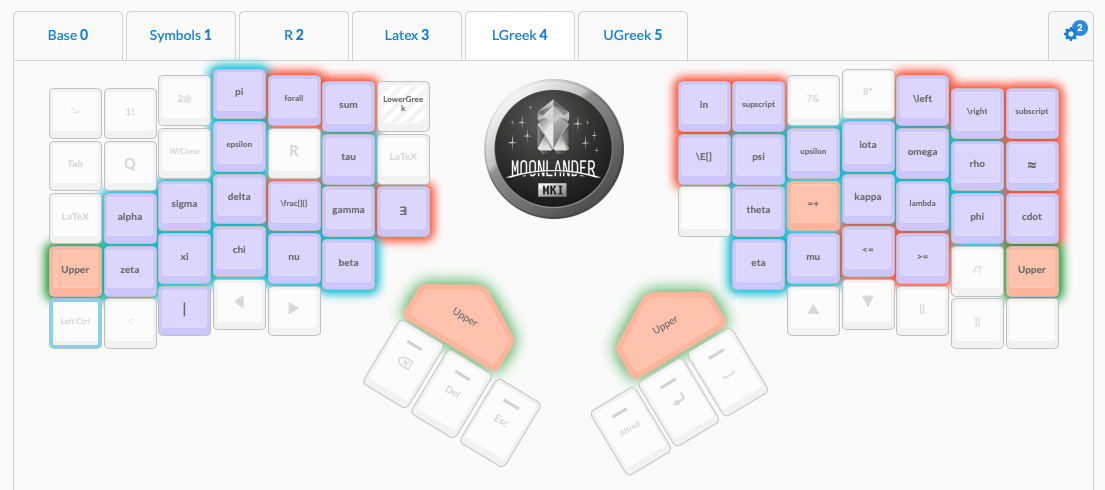 Base 0
Symbols 1
R 2
Latex 3
LGreek 4
UGreek 5
2
`~
1!
2@
pi
forall
sum
LowerGree
k
in
supscript
7&
8*
\left
\right
subscript
Tab
Q
W/Close
epsilon
R
tau
LaTeX
\E[]
psi
upsilon
iota
omega
rho
≈
LaTeX
alpha
sigma
delta
\frac{}{}
gamma
∃
theta
=+
kappa
lambda
phi
cdot
Upper
zeta
xi
chi
nu
beta
eta
mu
<=
>=
/?
Upper
Left Ctrl
⌥
|
◀
▶
▲
▼
[{
]}
Upper
Del
Esc
Upper
Alfred
MOONLANDER
MKI